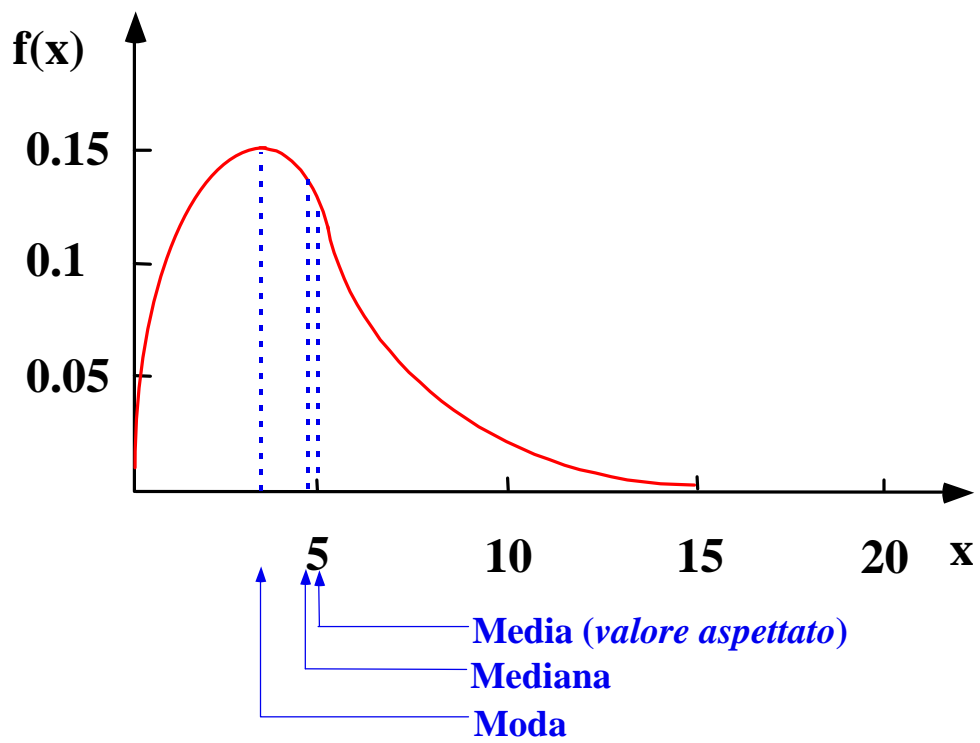 f(x)
0.15
0.1
0.05
5 10 15 20 x
Media (valore aspettato)
Mediana
Moda